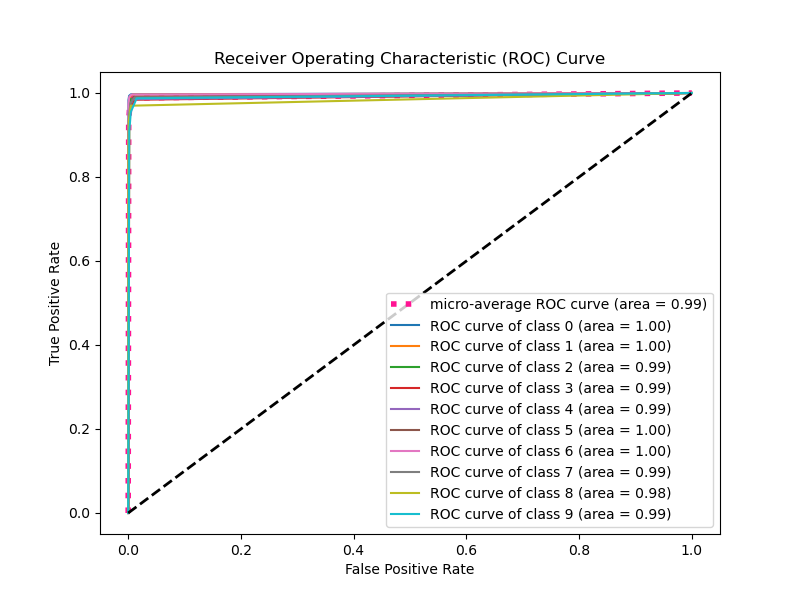 Receiver Operating Characteristic (ROC) Curve
1.0
0.8
0.6
0.4
0.2
0.0
True Positive Rate
micro-average ROC curve (area = 0.99)
ROC curve of class 0 (area = 1.00)
ROC curve of class 1 (area = 1.00)
ROC curve of class 2 (area = 0.99)
ROC curve of class 3 (area = 0.99)
ROC curve of class 4 (area = 0.99)
ROC curve of class 5 (area = 1.00)
ROC curve of class 6 (area = 1.00)
ROC curve of class 7 (area = 0.99)
ROC curve of class 8 (area = 0.98)
ROC curve of class 9 (area = 0.99)
0.0 0.2 0.4 0.6 0.8 1.0
False Positive Rate